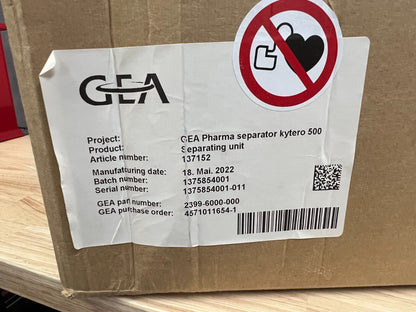 GEA
Project: GEA Pharma separator kytero 500
Product: Separating unit
Article number: 137152
Manufacturing date: 18. Mai. 2022
Batch number: 1375854001
Serial number: 1375854001-011
GEA part number: 2399-6000-000
GEA purchase order: 4571011654-1